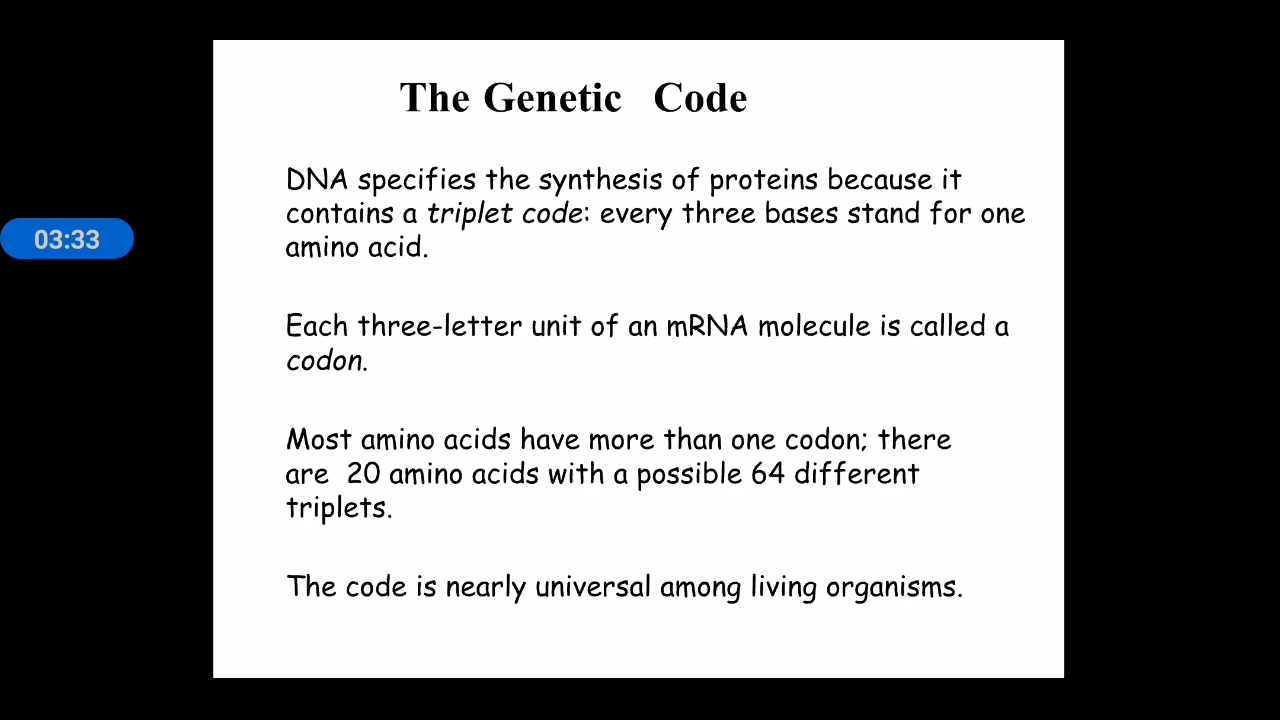 The Genetic Code
03:33
DNA specifies the synthesis of proteins because it
contains a triplet code: every three bases stand for one
amino acid.
Each three-letter unit of an mRNA molecule is called a
codon.
Most amino acids have more than one codon; there
are 20 amino acids with a possible 64 different
triplets.
The code is nearly universal among living organisms.